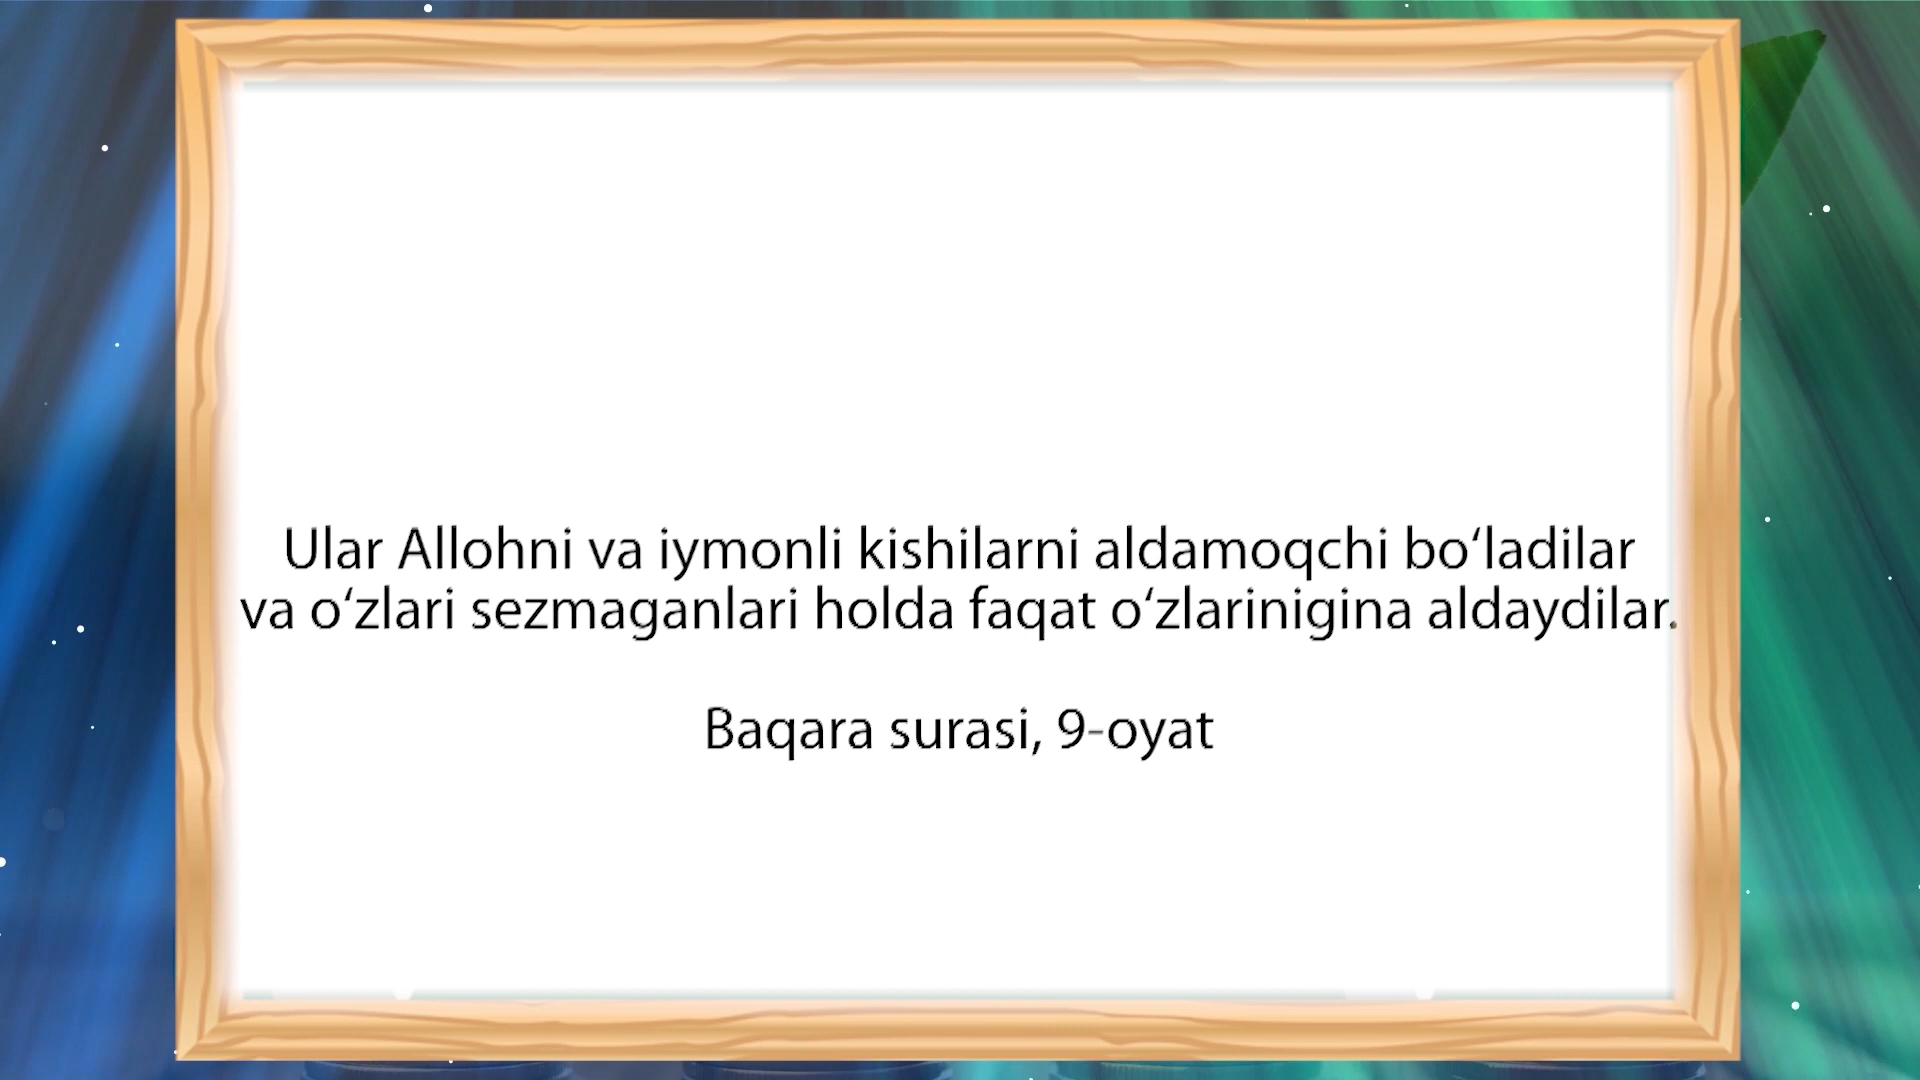 Ular Allohni va iymonli kishilarni aldamoqchi bo‘ladilar
va o‘zlari sezmaganlari holda faqat o‘zlarinigina aldaydilar.
Baqara surasi, 9-oyat